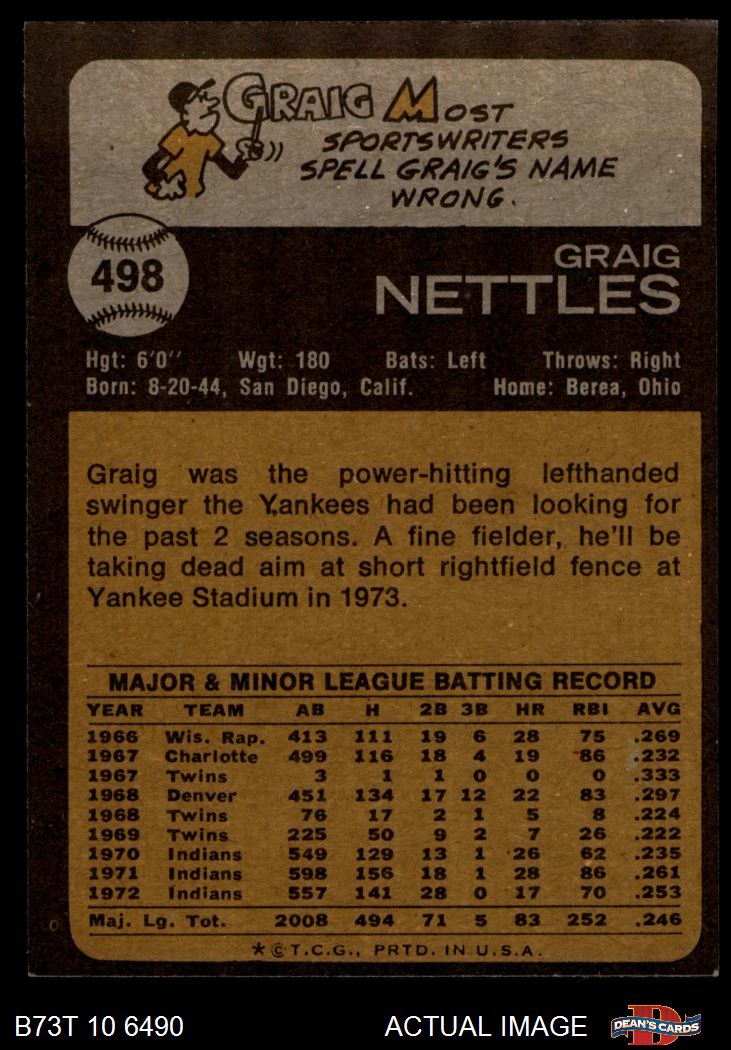 GRAIG MOST
SPORTSWRITERS
SPELL GRAIG'S NAME
WRONG.
498
GRAIG
NETTLES
Hgt: 6'0" Wgt: 180 Bats: Left Throws: Right
Born: 8-20-44, San Diego, Calif. Home: Berea, Ohio
Graig was the power-hitting lefthanded
swinger the Yankees had been looking for
the past 2 seasons. A fine fielder, he'll be
taking dead aim at short rightfield fence at
Yankee Stadium in 1973.
MAJOR & MINOR LEAGUE BATTING RECORD
YEAR TEAM AB H 2B 3B HR RBI AVG
1966 Wis. Rap. 413 111 19 6 28 75 .269
1967 Charlotte 499 116 18 4 19 86 .232
1967 Twins 3 1 1 0 0 0 .333
1968 Denver 451 134 17 12 22 83 .297
1968 Twins 76 17 2 1 5 8 .224
1969 Twins 225 50 9 2 7 26 .222
1970 Indians 549 129 13 1 26 62 .235
1971 Indians 598 156 18 1 28 86 .261
1972 Indians 557 141 28 0 17 70 .253
Maj. Lg. Tot. 2008 494 71 5 83 252 .246
* © T.C.G., PRTD. IN U.S.A.
B73T 10 6490 ACTUAL IMAGE DEAN'S CARDS